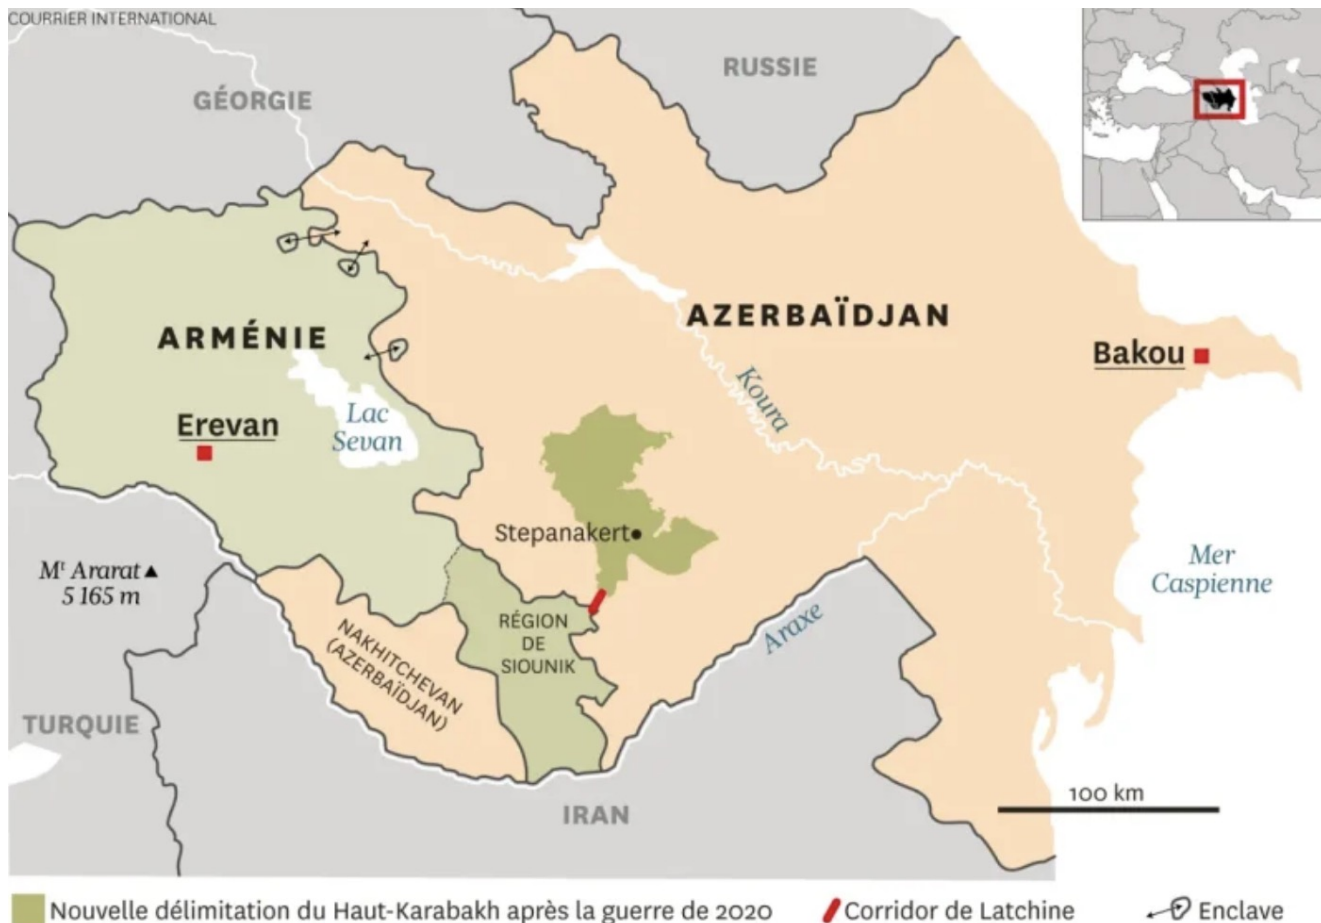 COURRIER INTERNATIONAL
RUSSIE
GÉORGIE
AZERBAÏDJAN
ARMÉNIE
Bakou
Koura
Lac
Sevan
Erevan
Stepanakert
Mᵗ Ararat
5 165 m
Mer
Caspienne
RÉGION
DE
SIOUNIK
Araxe
NAKHITCHEVAN
(AZERBAÏDJAN)
TURQUIE
IRAN
100 km
Nouvelle délimitation du Haut-Karabakh après la guerre de 2020
Corridor de Latchine
Enclave